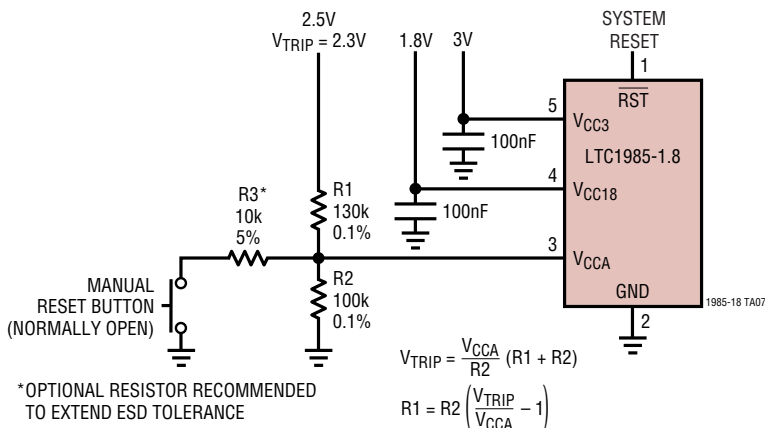 2.5V
VTRIP = 2.3V
1.8V
3V
SYSTEM
RESET
1
RST
5
VCC3
100nF
LTC1985-1.8
4
VCC18
100nF
R3*
10k
5%
R1
130k
0.1%
3
VCCA
MANUAL
RESET BUTTON
(NORMALLY OPEN)
R2
100k
0.1%
GND
2
1985-18 TA07
VTRIP = VCCA/R2 (R1 + R2)
*OPTIONAL RESISTOR RECOMMENDED
TO EXTEND ESD TOLERANCE
R1 = R2 (VTRIP/VCCA – 1)